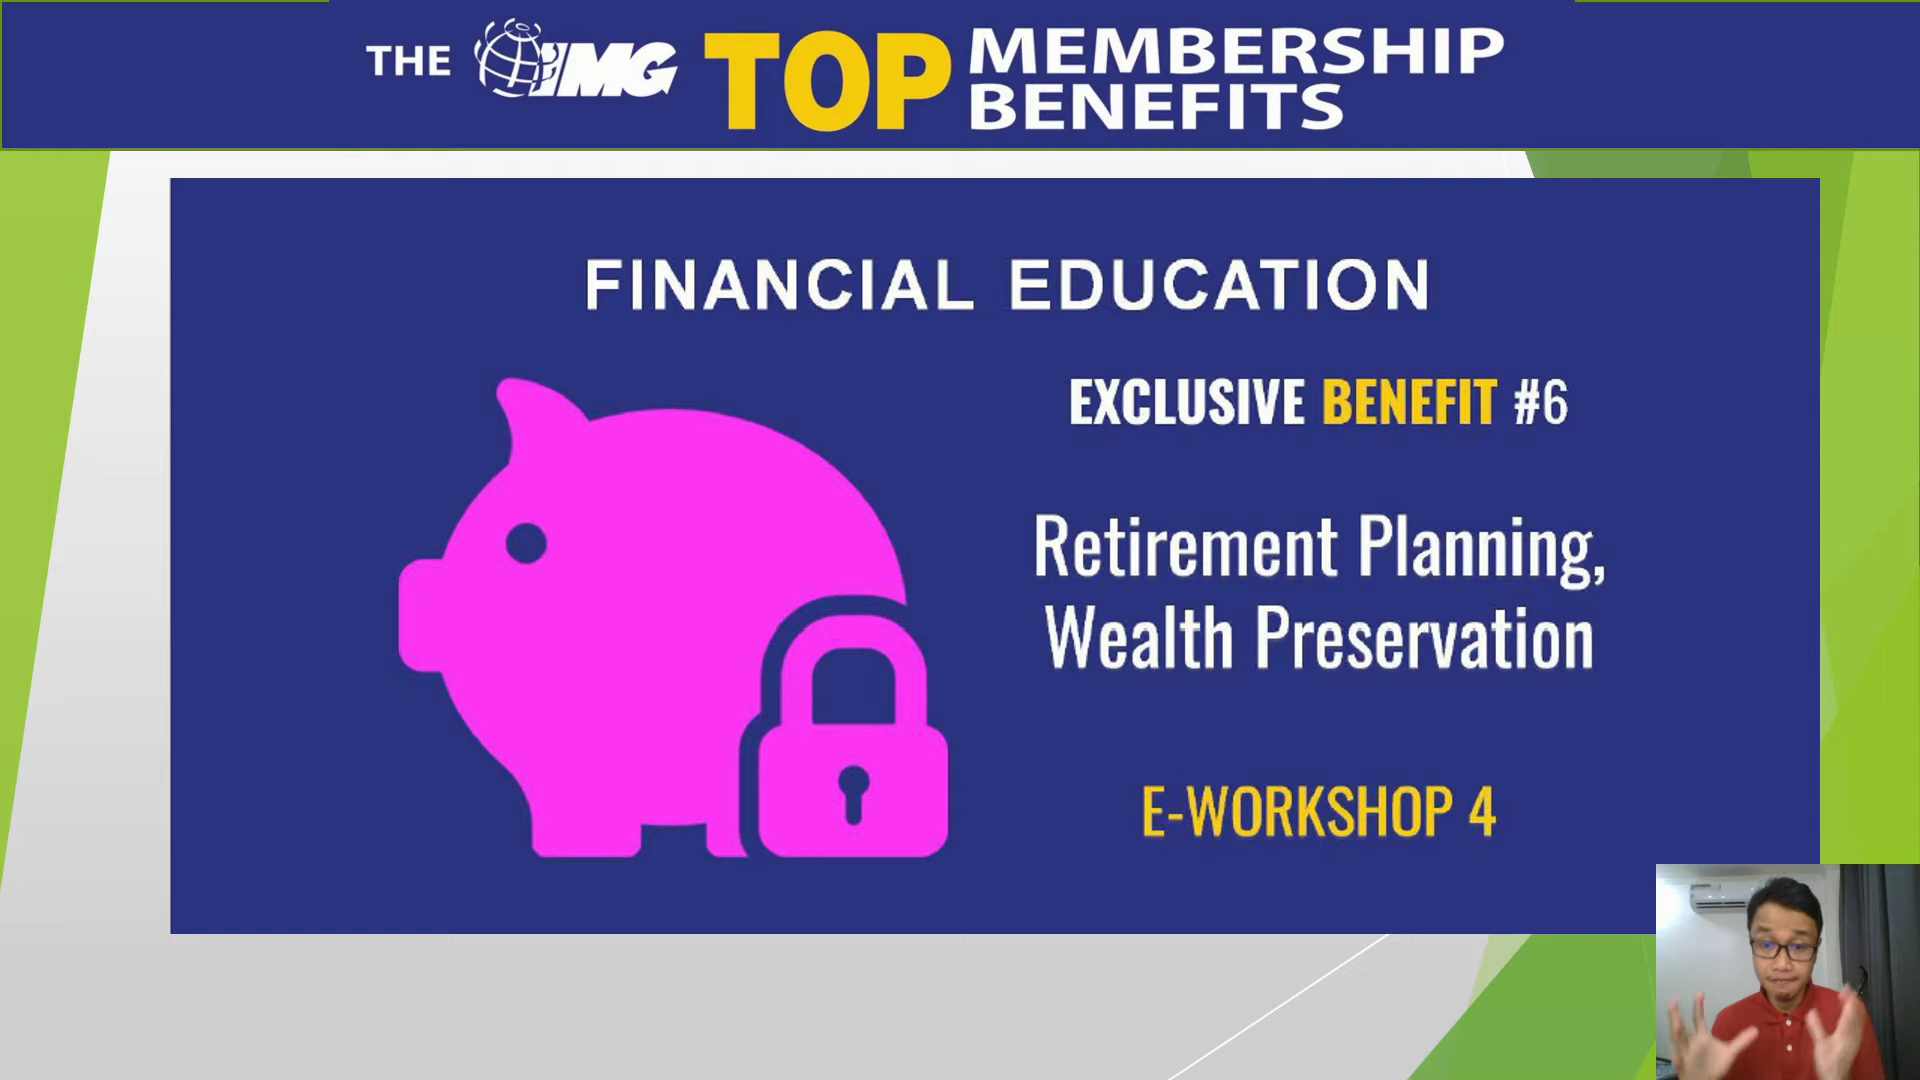 THE IMG TOP MEMBERSHIP
BENEFITS
FINANCIAL EDUCATION
EXCLUSIVE BENEFIT #6
Retirement Planning,
Wealth Preservation
E-WORKSHOP 4